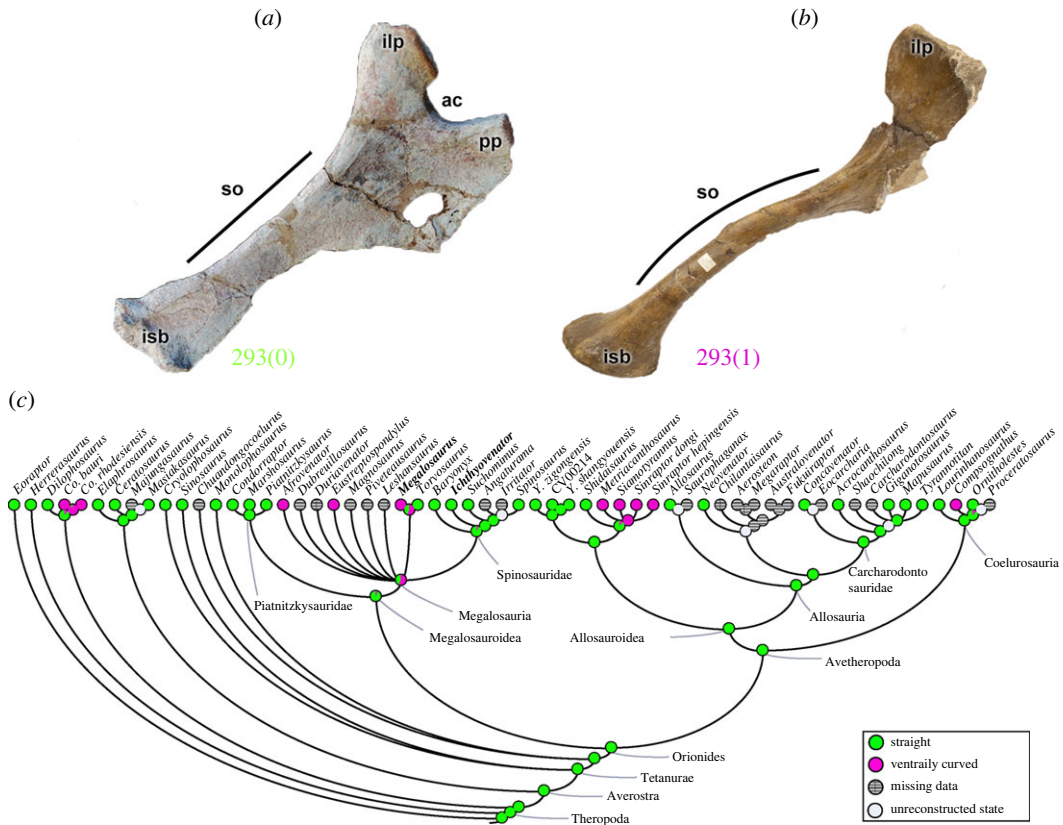 (a)
ilp
ac
pp
so
isb
293(0)
(b)
ilp
so
isb
293(1)
(c)
Eoraptor
Herrerasaurus
Dilophosaurus
Co. bauri
Co. rhodesiensis
Elaphrosaurus
Ceratosaurus
Majungasaurus
Masiakasaurus
Cryolophosaurus
Sinosaurus
Chuandongocoelurus
Monolophosaurus
Condorraptor
Marshosaurus
Piatnitzkysaurus
Afrovenator
Dubreuillosaurus
Duriavenator
Eustreptospondylus
Magnosaurus
Piveteausaurus
Leshansaurus
Megalosaurus
Torvosaurus
Baryonyx
Ichthyovenator
Suchomimus
Angaturama
Irritator
Spinosaurus
Y. zigongensis
CV00214
Y. shangyouensis
Shidaisaurus
Metriacanthosaurus
Siamotyrannus
Sinraptor dongi
Sinraptor hepingensis
Allosaurus
Saurophaganax
Neovenator
Chilantaisaurus
Aerosteon
Megaraptor
Australovenator
Fukuiraptor
Concavenator
Eocarcharia
Acrocanthosaurus
Shaochilong
Carcharodontosaurus
Giganotosaurus
Mapusaurus
Tyrannotitan
Lourinhanosaurus
Compsognathus
Ornitholestes
Proceratosaurus
Piatnitzkysauridae
Spinosauridae
Megalosauria
Megalosauroidea
Carcharodonto
sauridae
Coelurosauria
Allosauria
Allosauroidea
Avetheropoda
Orionides
Tetanurae
Averostra
Theropoda
straight
ventraily curved
missing data
unreconstructed state